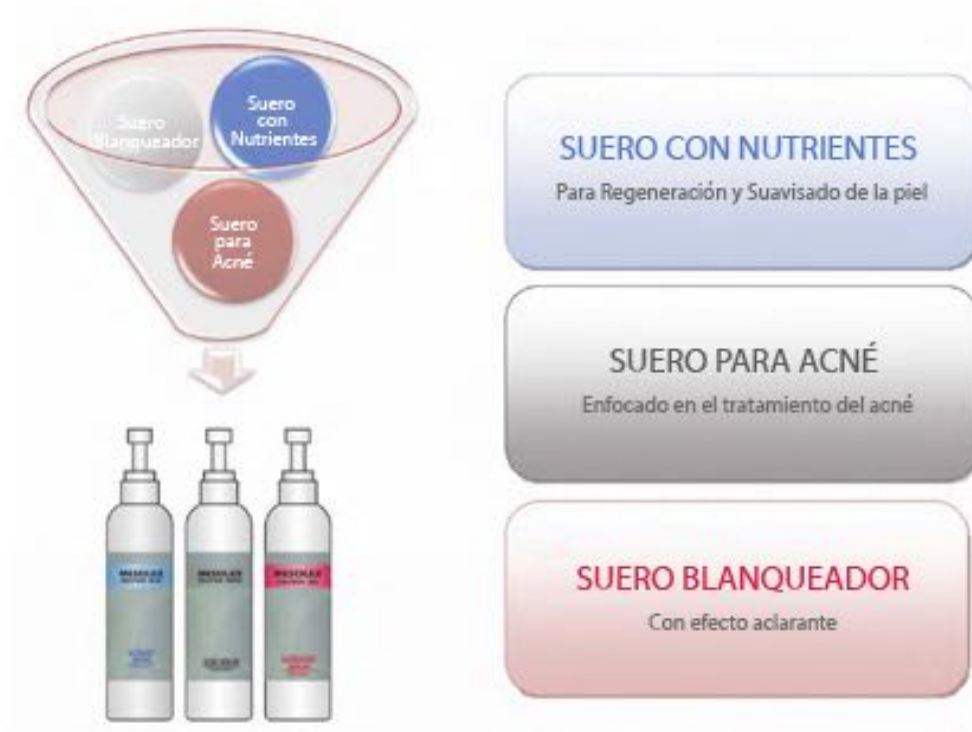 Suero
Blanqueador
Suero
con
Nutrientes
Suero
para
Acné
SUERO CON NUTRIENTES
Para Regeneración y Suavisado de la piel
SUERO PARA ACNÉ
Enfocado en el tratamiento del acné
SUERO BLANQUEADOR
Con efecto aclarante